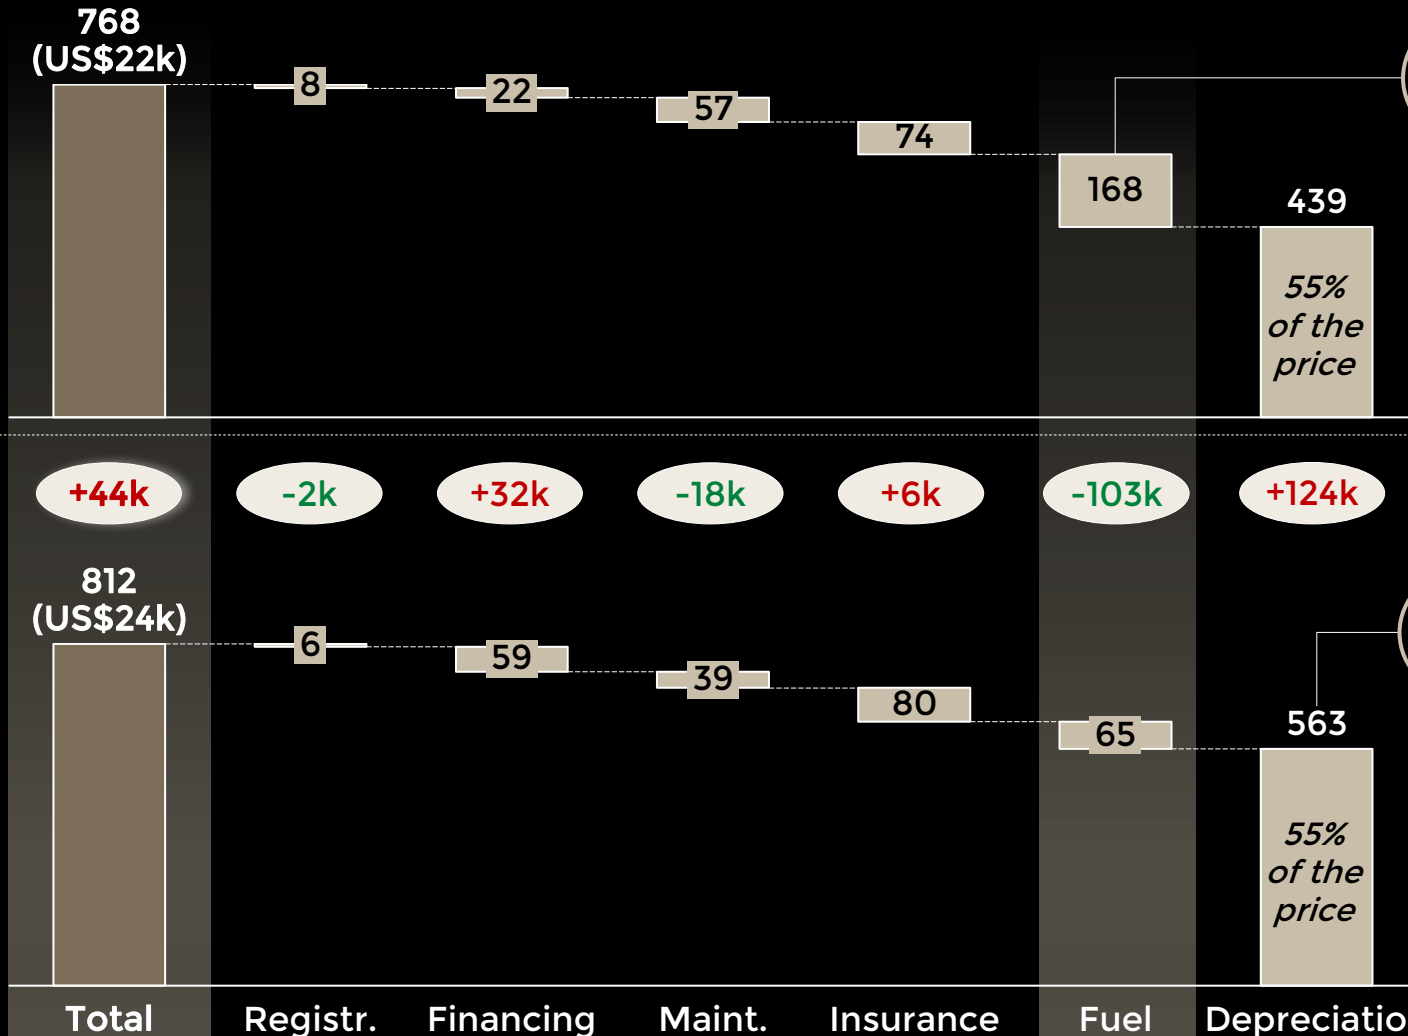 768
(US$22k)
8
22
57
74
168
439
55%
of the
price
+44k
-2k
+32k
-18k
+6k
-103k
+124k
812
(US$24k)
6
59
39
80
65
563
55%
of the
price
Total
Registr.
Financing
Maint.
Insurance
Fuel
Depreciatio